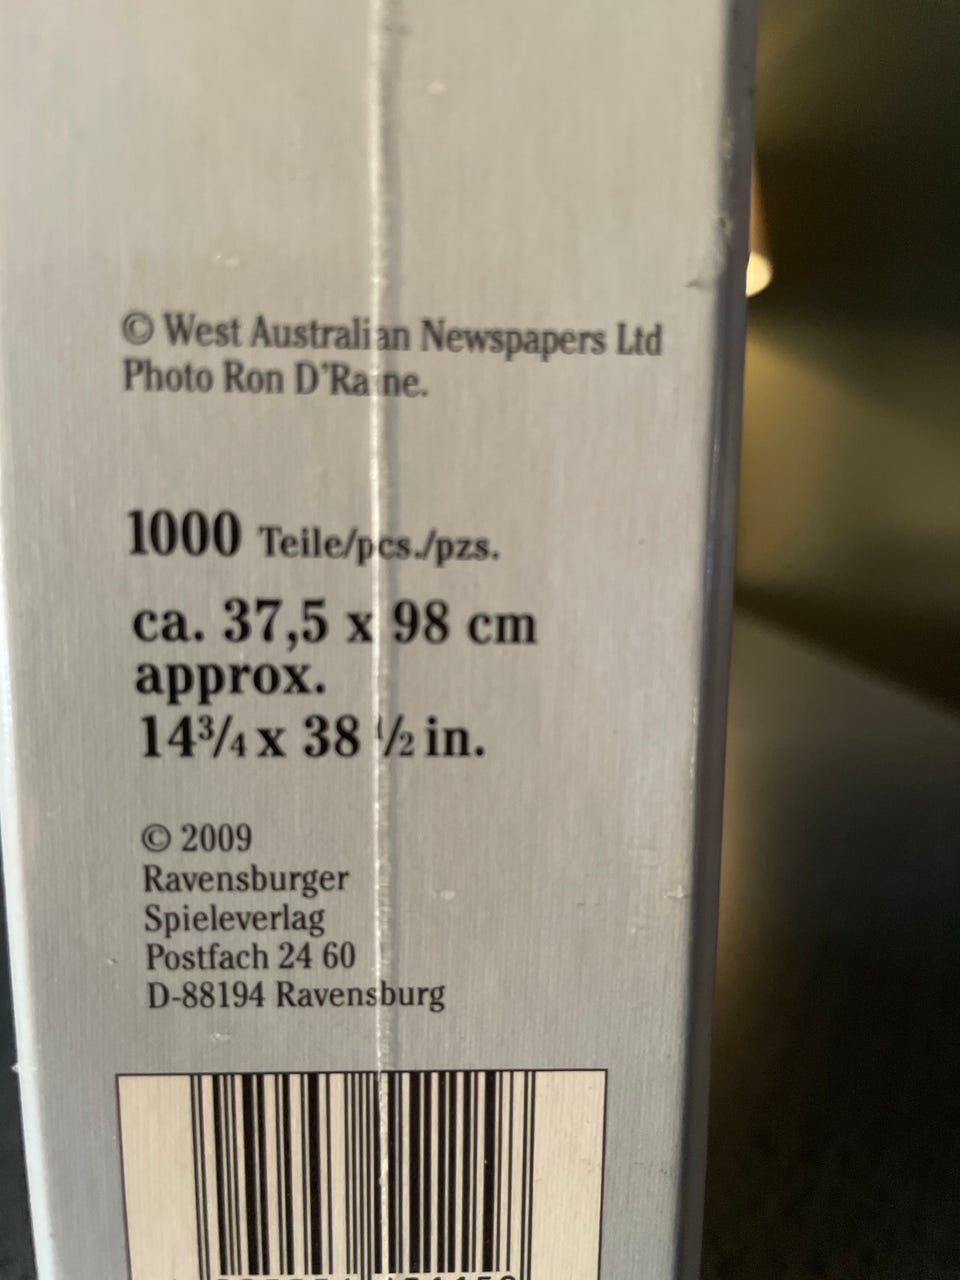 © West Australian Newspapers Ltd
Photo Ron D'Raine.
1000 Teile/pcs./pzs.
ca. 37,5 x 98 cm
approx.
14¾ x 38 ½ in.
© 2009
Ravensburger
Spieleverlag
Postfach 24 60
D-88194 Ravensburg